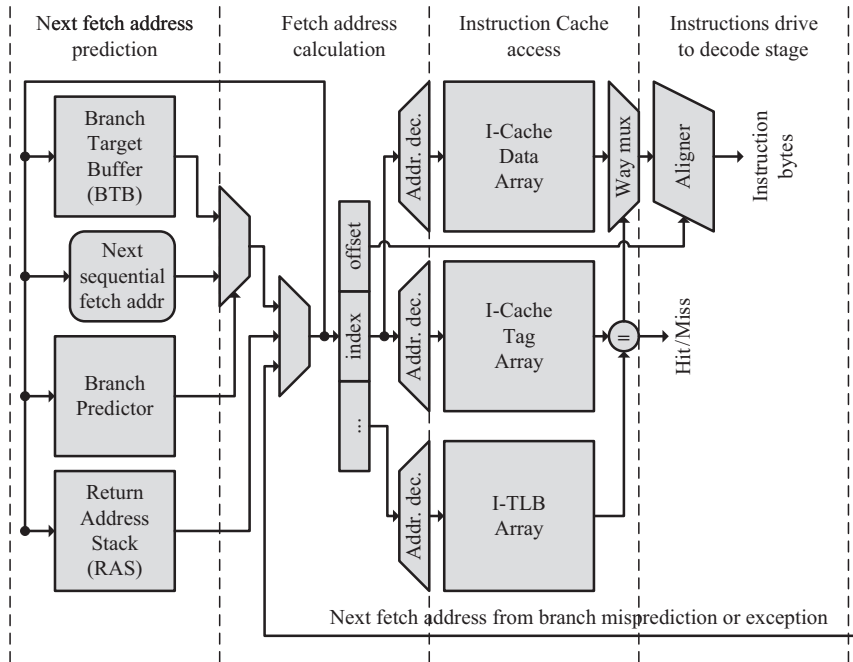 Next fetch address
prediction
Fetch address
calculation
Instruction Cache
access
Instructions drive
to decode stage
Branch
Target
Buffer
(BTB)
Next
sequential
fetch addr
Branch
Predictor
Return
Address
Stack
(RAS)
offset
index
...
Addr. dec.
I-Cache
Data
Array
Way mux
Aligner
Instruction
bytes
Addr. dec.
I-Cache
Tag
Array
=
Hit/Miss
Addr. dec.
I-TLB
Array
Next fetch address from branch misprediction or exception